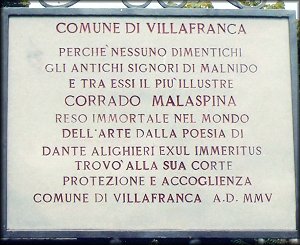 COMUNE DI VILLAFRANCA
PERCHÈ NESSUNO DIMENTICHI
GLI ANTICHI SIGNORI DI MALNIDO
E TRA ESSI IL PIU' ILLUSTRE
CORRADO MALASPINA
RESO IMMORTALE NEL MONDO
DELL'ARTE DALLA POESIA DI
DANTE ALIGHIERI EXUL IMMERITUS
TROVO' ALLA SUA CORTE
PROTEZIONE E ACCOGLIENZA
COMUNE DI VILLAFRANCA A.D. MMV